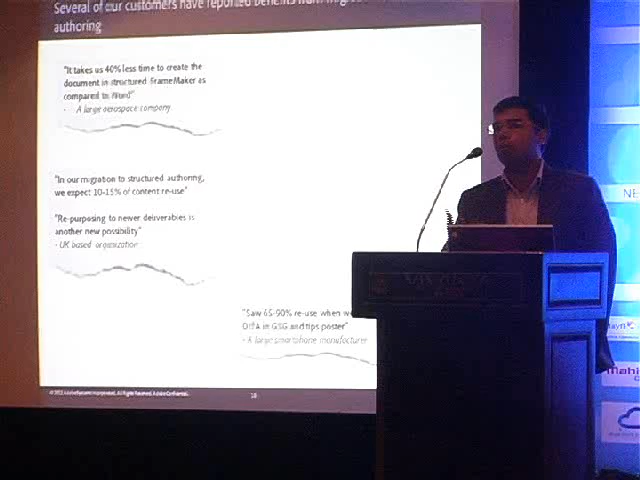 Several of our customers have reported benefits from
authoring
"It takes us 40% less time to create the
document in structured FrameMaker as
compared to Word"
- A large aerospace company
"In our migration to structured authoring,
we expect 10-15% of content re-use"
"Re-purposing to newer deliverables is
another new possibility"
- UK based organization
"Saw 65-90% re-use when we
DITA in GSG and tips poster"
- A large smartphone manufacturer
18
NE